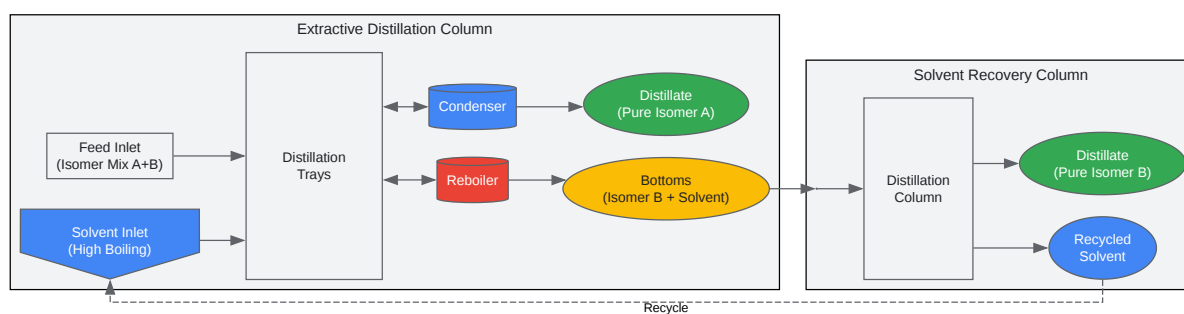 Extractive Distillation Column
Solvent Recovery Column
Condenser
Distillate
(Pure Isomer A)
Feed Inlet
(Isomer Mix A+B)
Distillation
Trays
Reboiler
Bottoms
(Isomer B + Solvent)
Distillation
Column
Distillate
(Pure Isomer B)
Solvent Inlet
(High Boiling)
Recycled
Solvent
Recycle